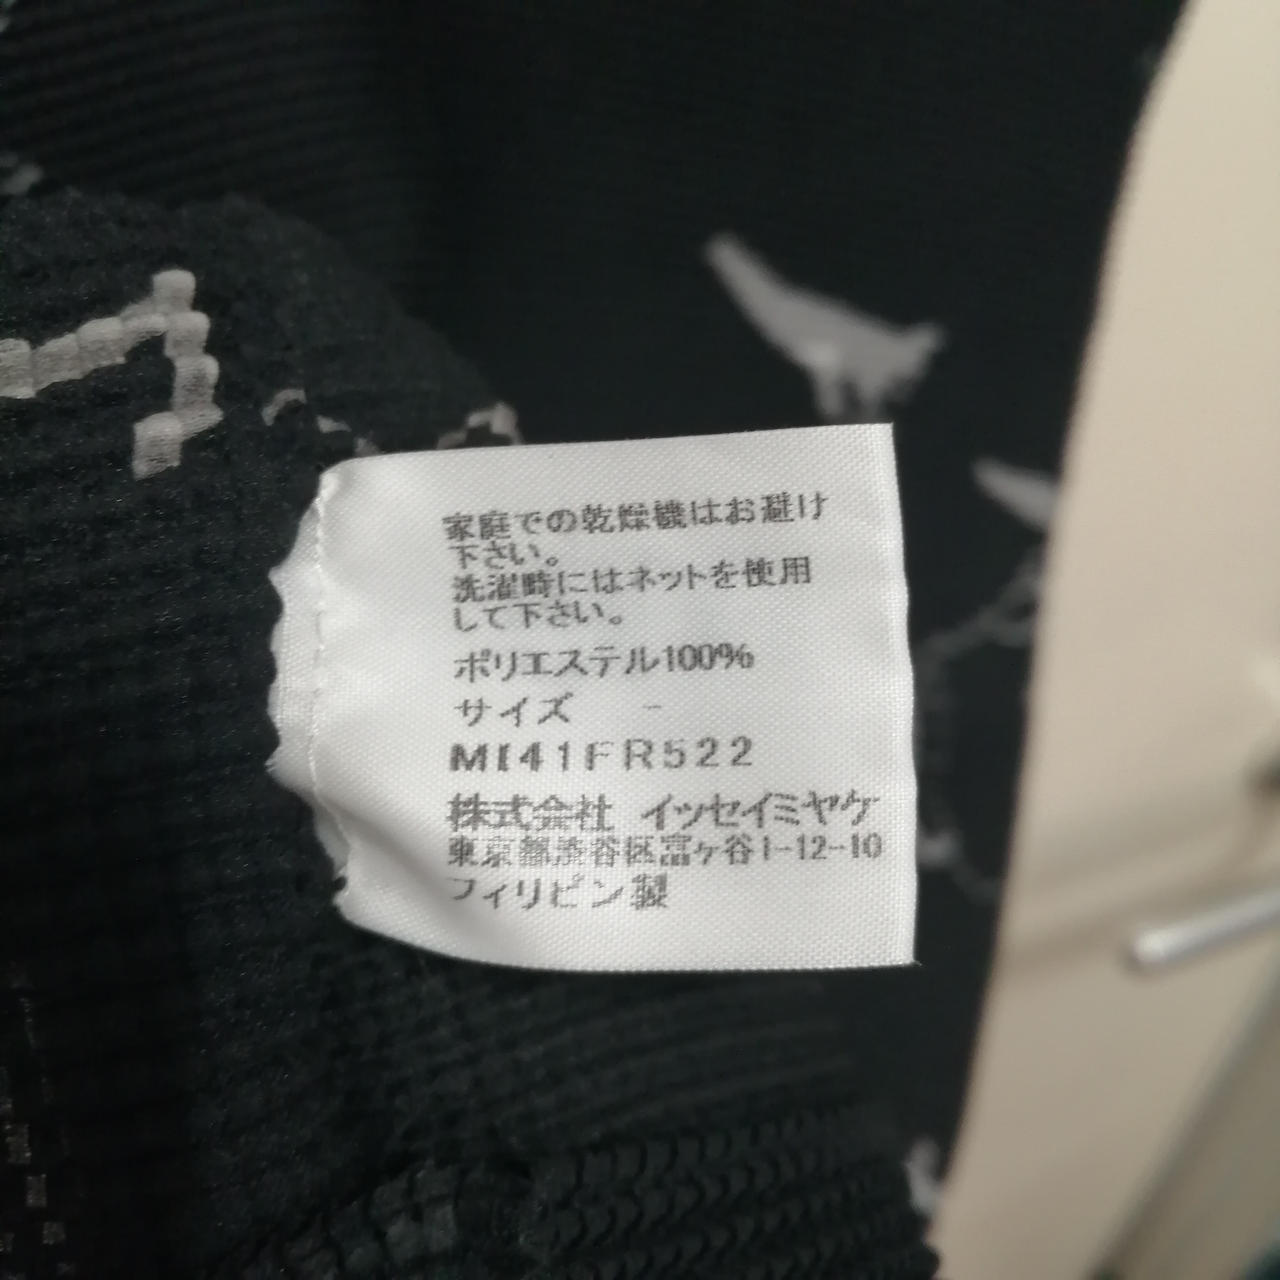 家庭での乾燥機はお避け
下さい。
洗濯時にはネットを使用
して下さい。
ポリエステル100%
サイズ -
MI41FR522
株式会社 イッセイミヤケ
東京都渋谷区富ヶ谷1-12-10
フィリピン製